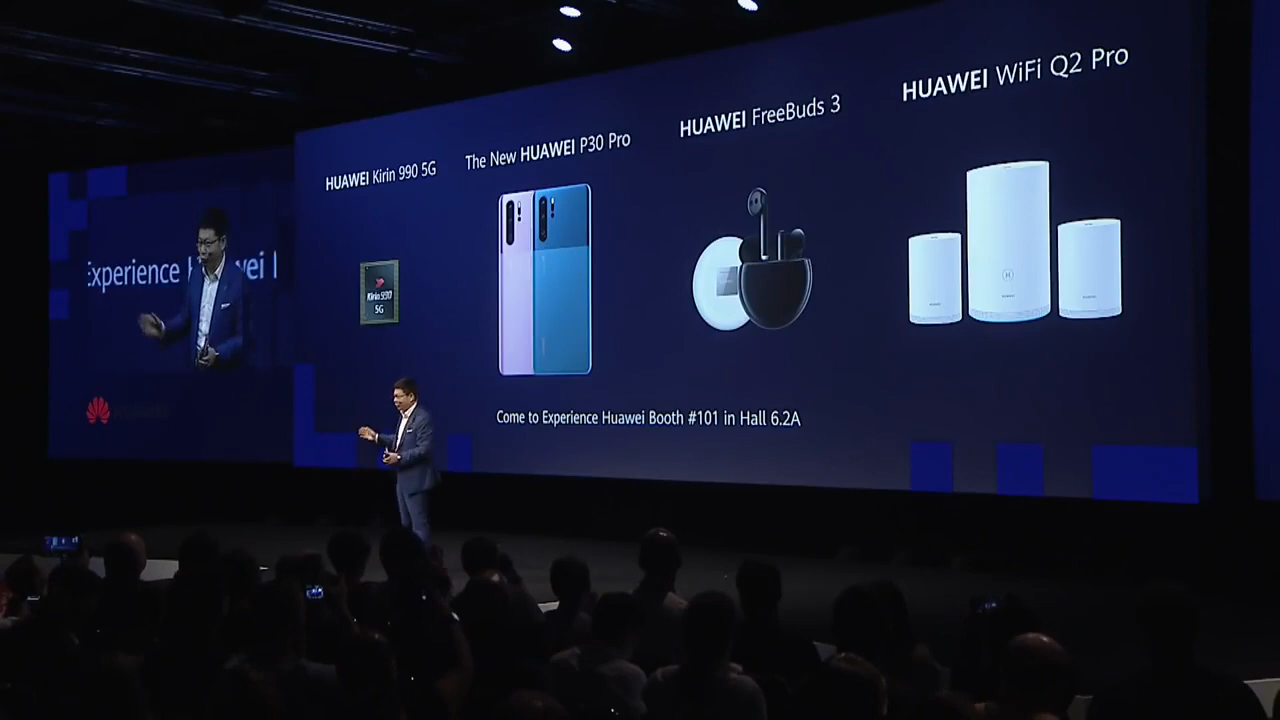 HUAWEI Kirin 990 5G
The New HUAWEI P30 Pro
HUAWEI FreeBuds 3
HUAWEI WiFi Q2 Pro
Kirin 990
5G
Experience
Come to Experience Huawei Booth #101 in Hall 6.2A